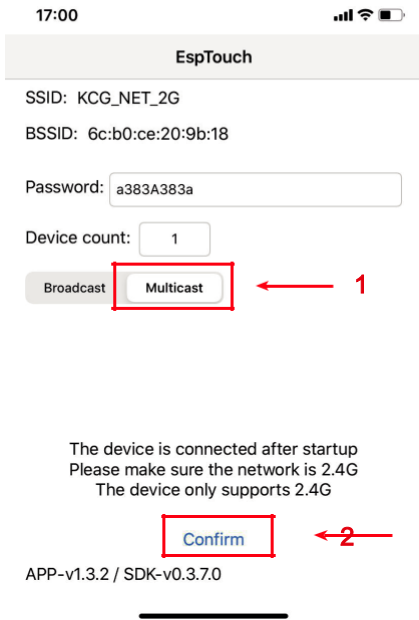 17:00
EspTouch
SSID: KCG_NET_2G
BSSID: 6c:b0:ce:20:9b:18
Password: a383A383a
Device count: 1
Broadcast Multicast 1
The device is connected after startup
Please make sure the network is 2.4G
The device only supports 2.4G
Confirm 2
APP-v1.3.2 / SDK-v0.3.7.0